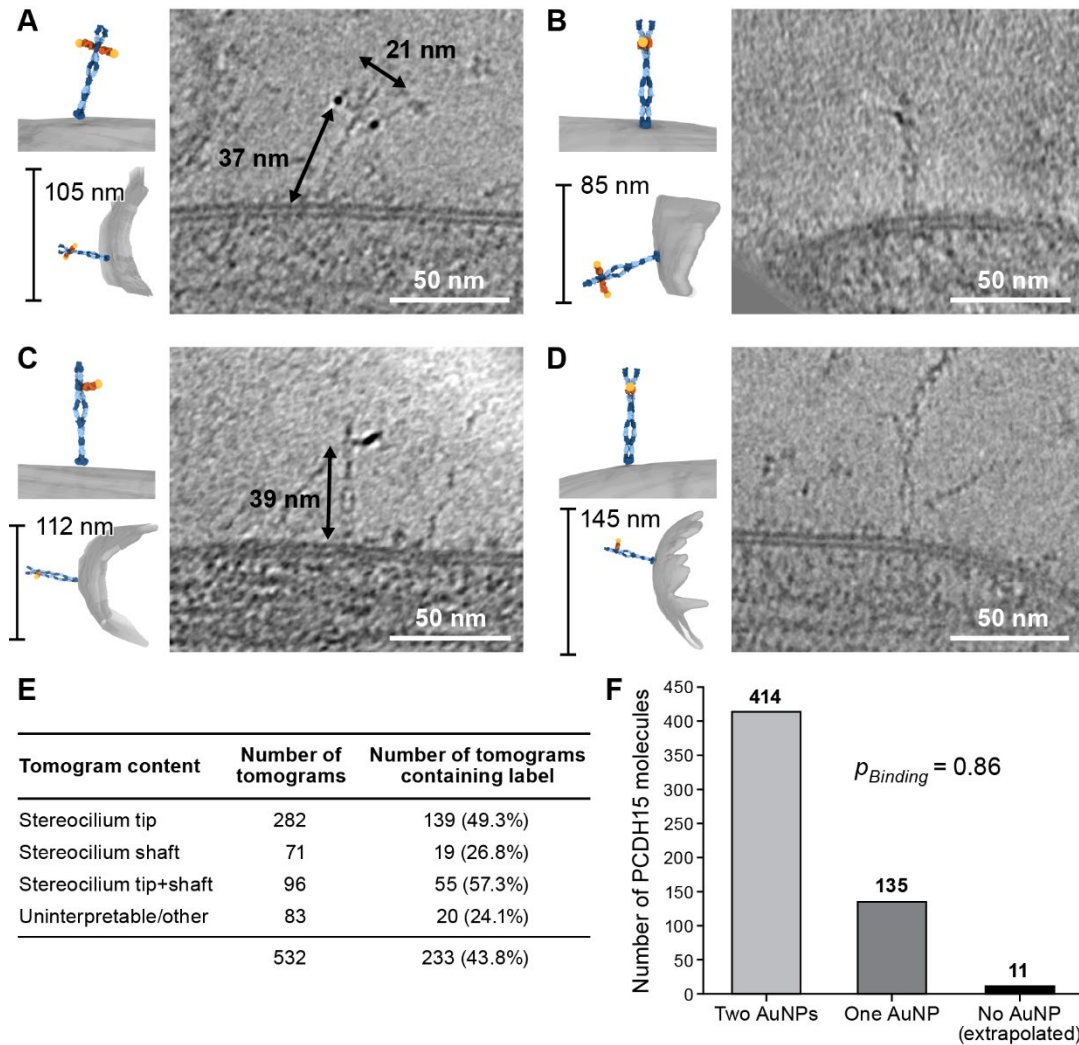 A
21 nm
37 nm
105 nm
50 nm
B
85 nm
50 nm
C
39 nm
112 nm
50 nm
D
145 nm
50 nm
E
Tomogram content Number of tomograms Number of tomograms containing label
Stereocilium tip 282 139 (49.3%)
Stereocilium shaft 71 19 (26.8%)
Stereocilium tip+shaft 96 55 (57.3%)
Uninterpretable/other 83 20 (24.1%)
532 233 (43.8%)
F
Number of PCDH15 molecules
450
400
350
300
250
200
150
100
50
0
414
135
11
pBinding = 0.86
Two AuNPs
One AuNP
No AuNP
(extrapolated)